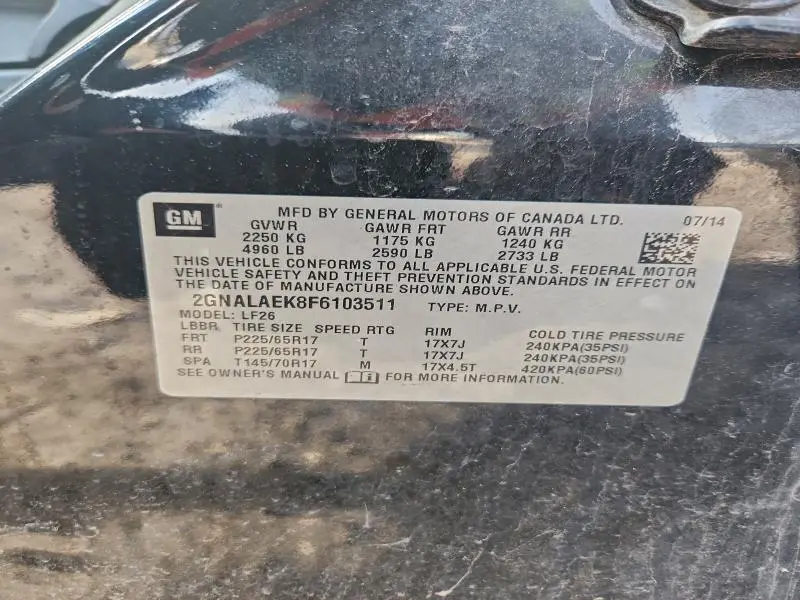 GM
MFD BY GENERAL MOTORS OF CANADA LTD. 07/14
GVWR GAWR FRT GAWR RR
2250 KG 1175 KG 1240 KG
4960 LB 2590 LB 2733 LB
THIS VEHICLE CONFORMS TO ALL APPLICABLE U.S. FEDERAL MOTOR
VEHICLE SAFETY AND THEFT PREVENTION STANDARDS IN EFFECT ON
THE DATE OF MANUFACTURE SHOWN ABOVE.
2GNALAEK8F6103511 TYPE: M.P.V.
MODEL: LF26
LBBR TIRE SIZE SPEED RTG RIM COLD TIRE PRESSURE
FRT P225/65R17 T 17X7J 240KPA(35PSI)
RR P225/65R17 T 17X7J 240KPA(35PSI)
SPA T145/70R17 M 17X4.5T 420KPA(60PSI)
SEE OWNER'S MANUAL FOR MORE INFORMATION.